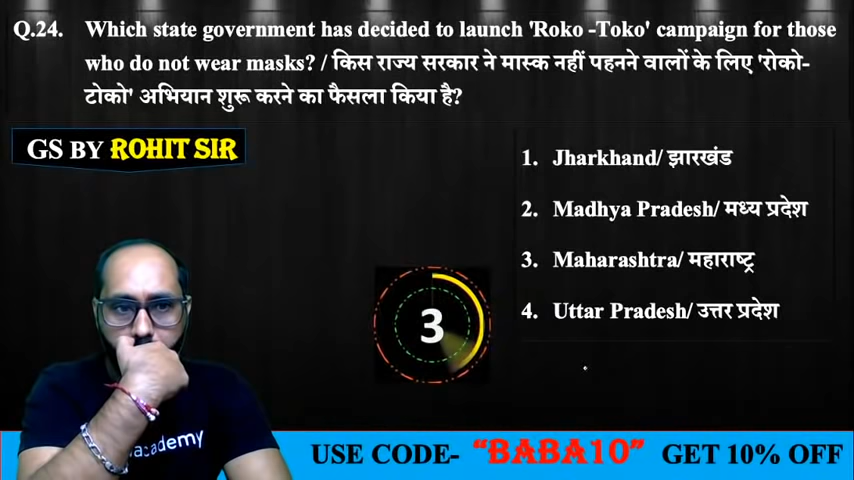 Q.24. Which state government has decided to launch 'Roko -Toko' campaign for those
who do not wear masks? / किस राज्य सरकार ने मास्क नहीं पहनने वालों के लिए 'रोको-
टोको' अभियान शुरू करने का फैसला किया है?
GS BY ROHIT SIR
1. Jharkhand/ झारखंड
2. Madhya Pradesh/ मध्य प्रदेश
3. Maharashtra/ महाराष्ट्र
4. Uttar Pradesh/ उत्तर प्रदेश
3
academy
USE CODE- “BABA10” GET 10% OFF